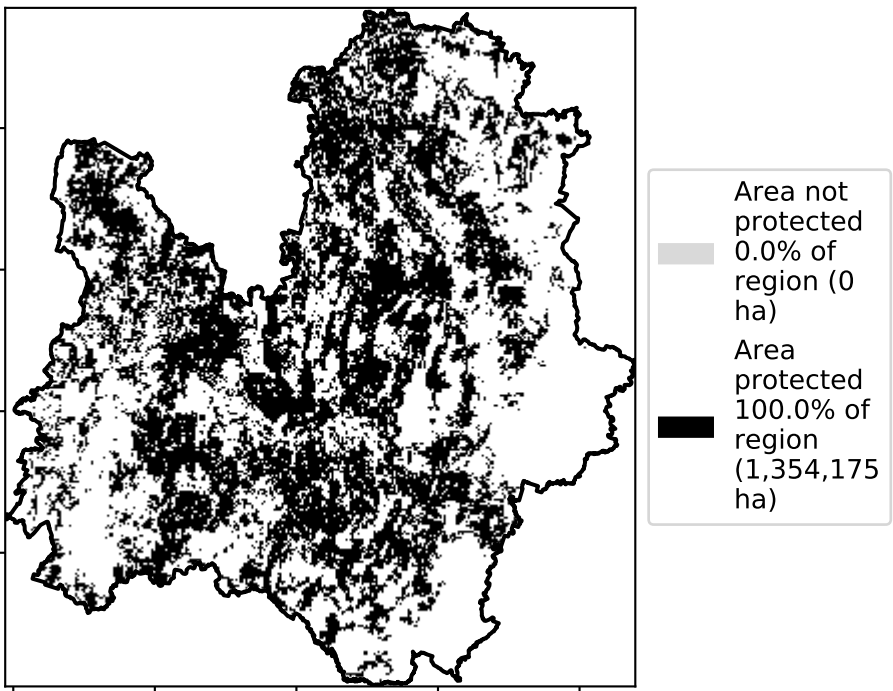 Area not
protected
0.0% of
region (0
ha)
Area
protected
100.0% of
region
(1,354,175
ha)